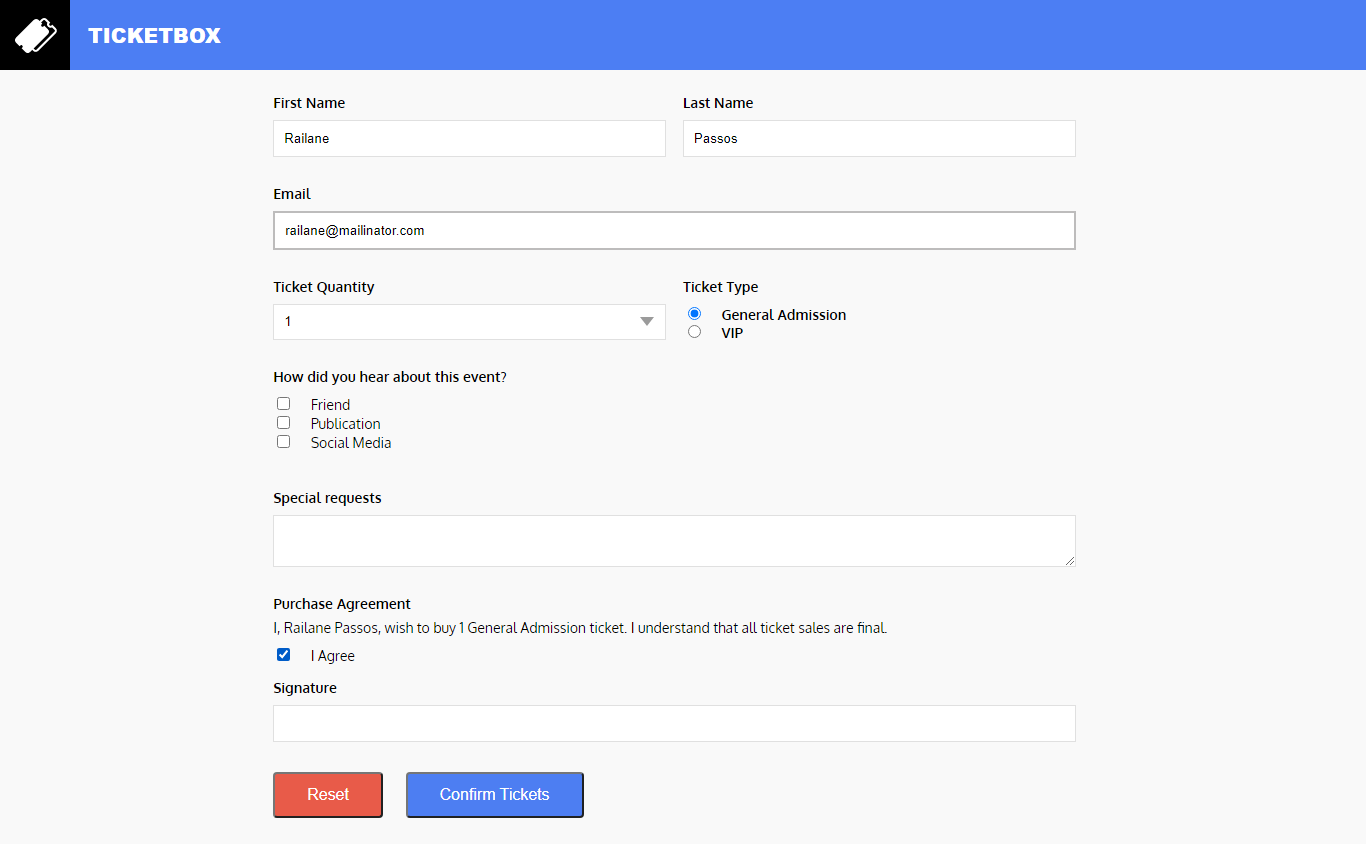 TICKETBOX
First Name Last Name
Railane Passos
Email
railane@mailinator.com
Ticket Quantity Ticket Type
1 General Admission
VIP
How did you hear about this event?
Friend
Publication
Social Media
Special requests
Purchase Agreement
I, Railane Passos, wish to buy 1 General Admission ticket. I understand that all ticket sales are final.
I Agree
Signature
Reset Confirm Tickets